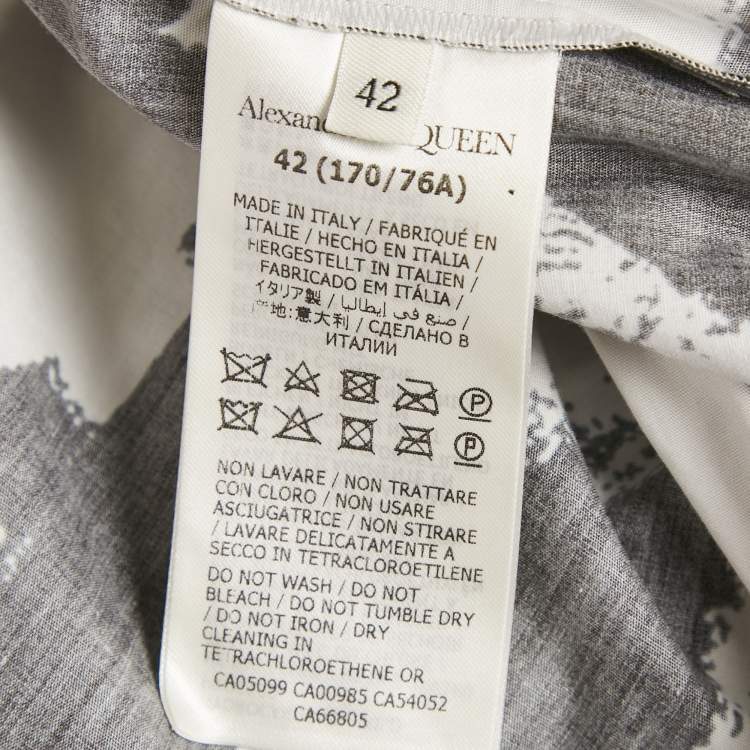 42
Alexan QUEEN
42 (170/76A)
MADE IN ITALY / FABRIQUÉ EN
ITALIE / HECHO EN ITALIA /
HERGESTELLT IN ITALIEN /
FABRICADO EM ITÁLIA /
イタリア製 / صنع في إيطاليا /
产地:意大利 / СДЕЛАНО В
ИТАЛИИ
P
P
NON LAVARE / NON TRATTARE
CON CLORO / NON USARE
ASCIUGATRICE / NON STIRARE
/ LAVARE DELICATAMENTE A
SECCO IN TETRACLOROETILENE
DO NOT WASH / DO NOT
BLEACH / DO NOT TUMBLE DRY
/ DO NOT IRON / DRY
CLEANING IN
TETRACHLOROETHENE OR
CA05099 CA00985 CA54052
CA66805